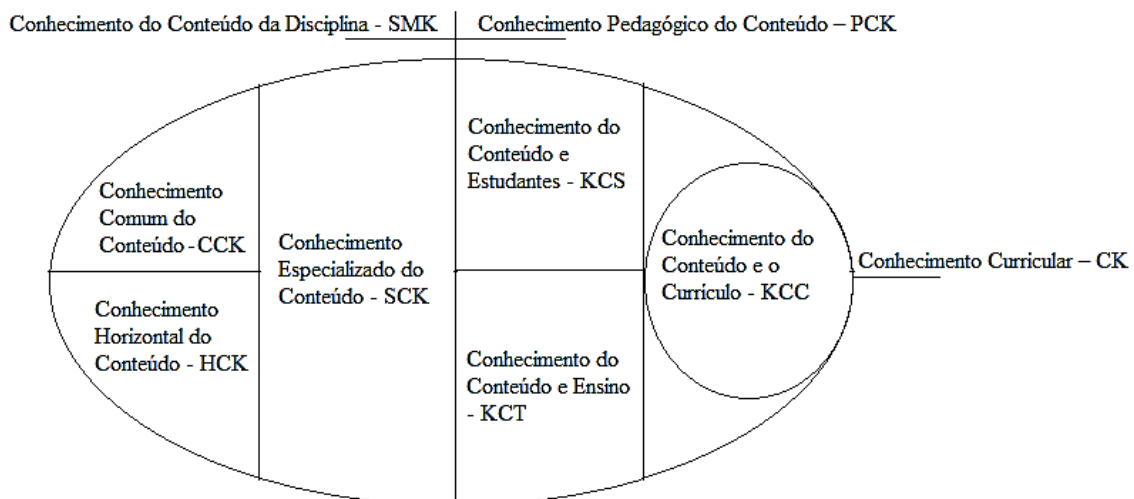 Conhecimento do Conteúdo da Disciplina - SMK
Conhecimento Pedagógico do Conteúdo – PCK
Conhecimento
Comum do
Conteúdo -CCK
Conhecimento
Horizontal do
Conteúdo - HCK
Conhecimento
Especializado do
Conteúdo - SCK
Conhecimento do
Conteúdo e
Estudantes - KCS
Conhecimento do
Conteúdo e Ensino
- KCT
Conhecimento do
Conteúdo e o
Currículo - KCC
Conhecimento Curricular – CK